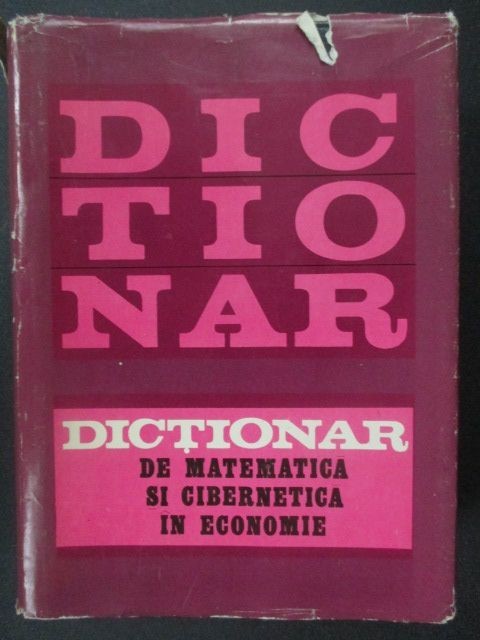 DIC
TIO
NAR
DICȚIONAR
DE MATEMATICA
SI CIBERNETICA
IN ECONOMIE